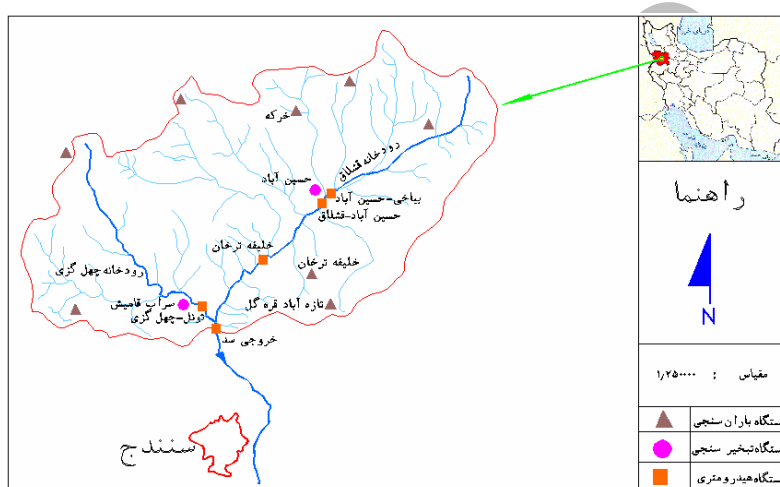 خرکه
رودخانه قشلاق
حسین آباد
بیاخی-حسین آباد
حسین آباد-قشلاق
خلیفه ترخان
خلیفه ترخان
رودخانه چهل گزی
سراب قامیش
تونل-چهل گزی
تازه آباد قره گل
خروجی سد
سنندج
راهنما
N
مقیاس : ۱٫۲۵۰۰۰۰
ستگاه باران سنجی
ستگاه تبخیر سنجی
ستگاه هیدرومتری